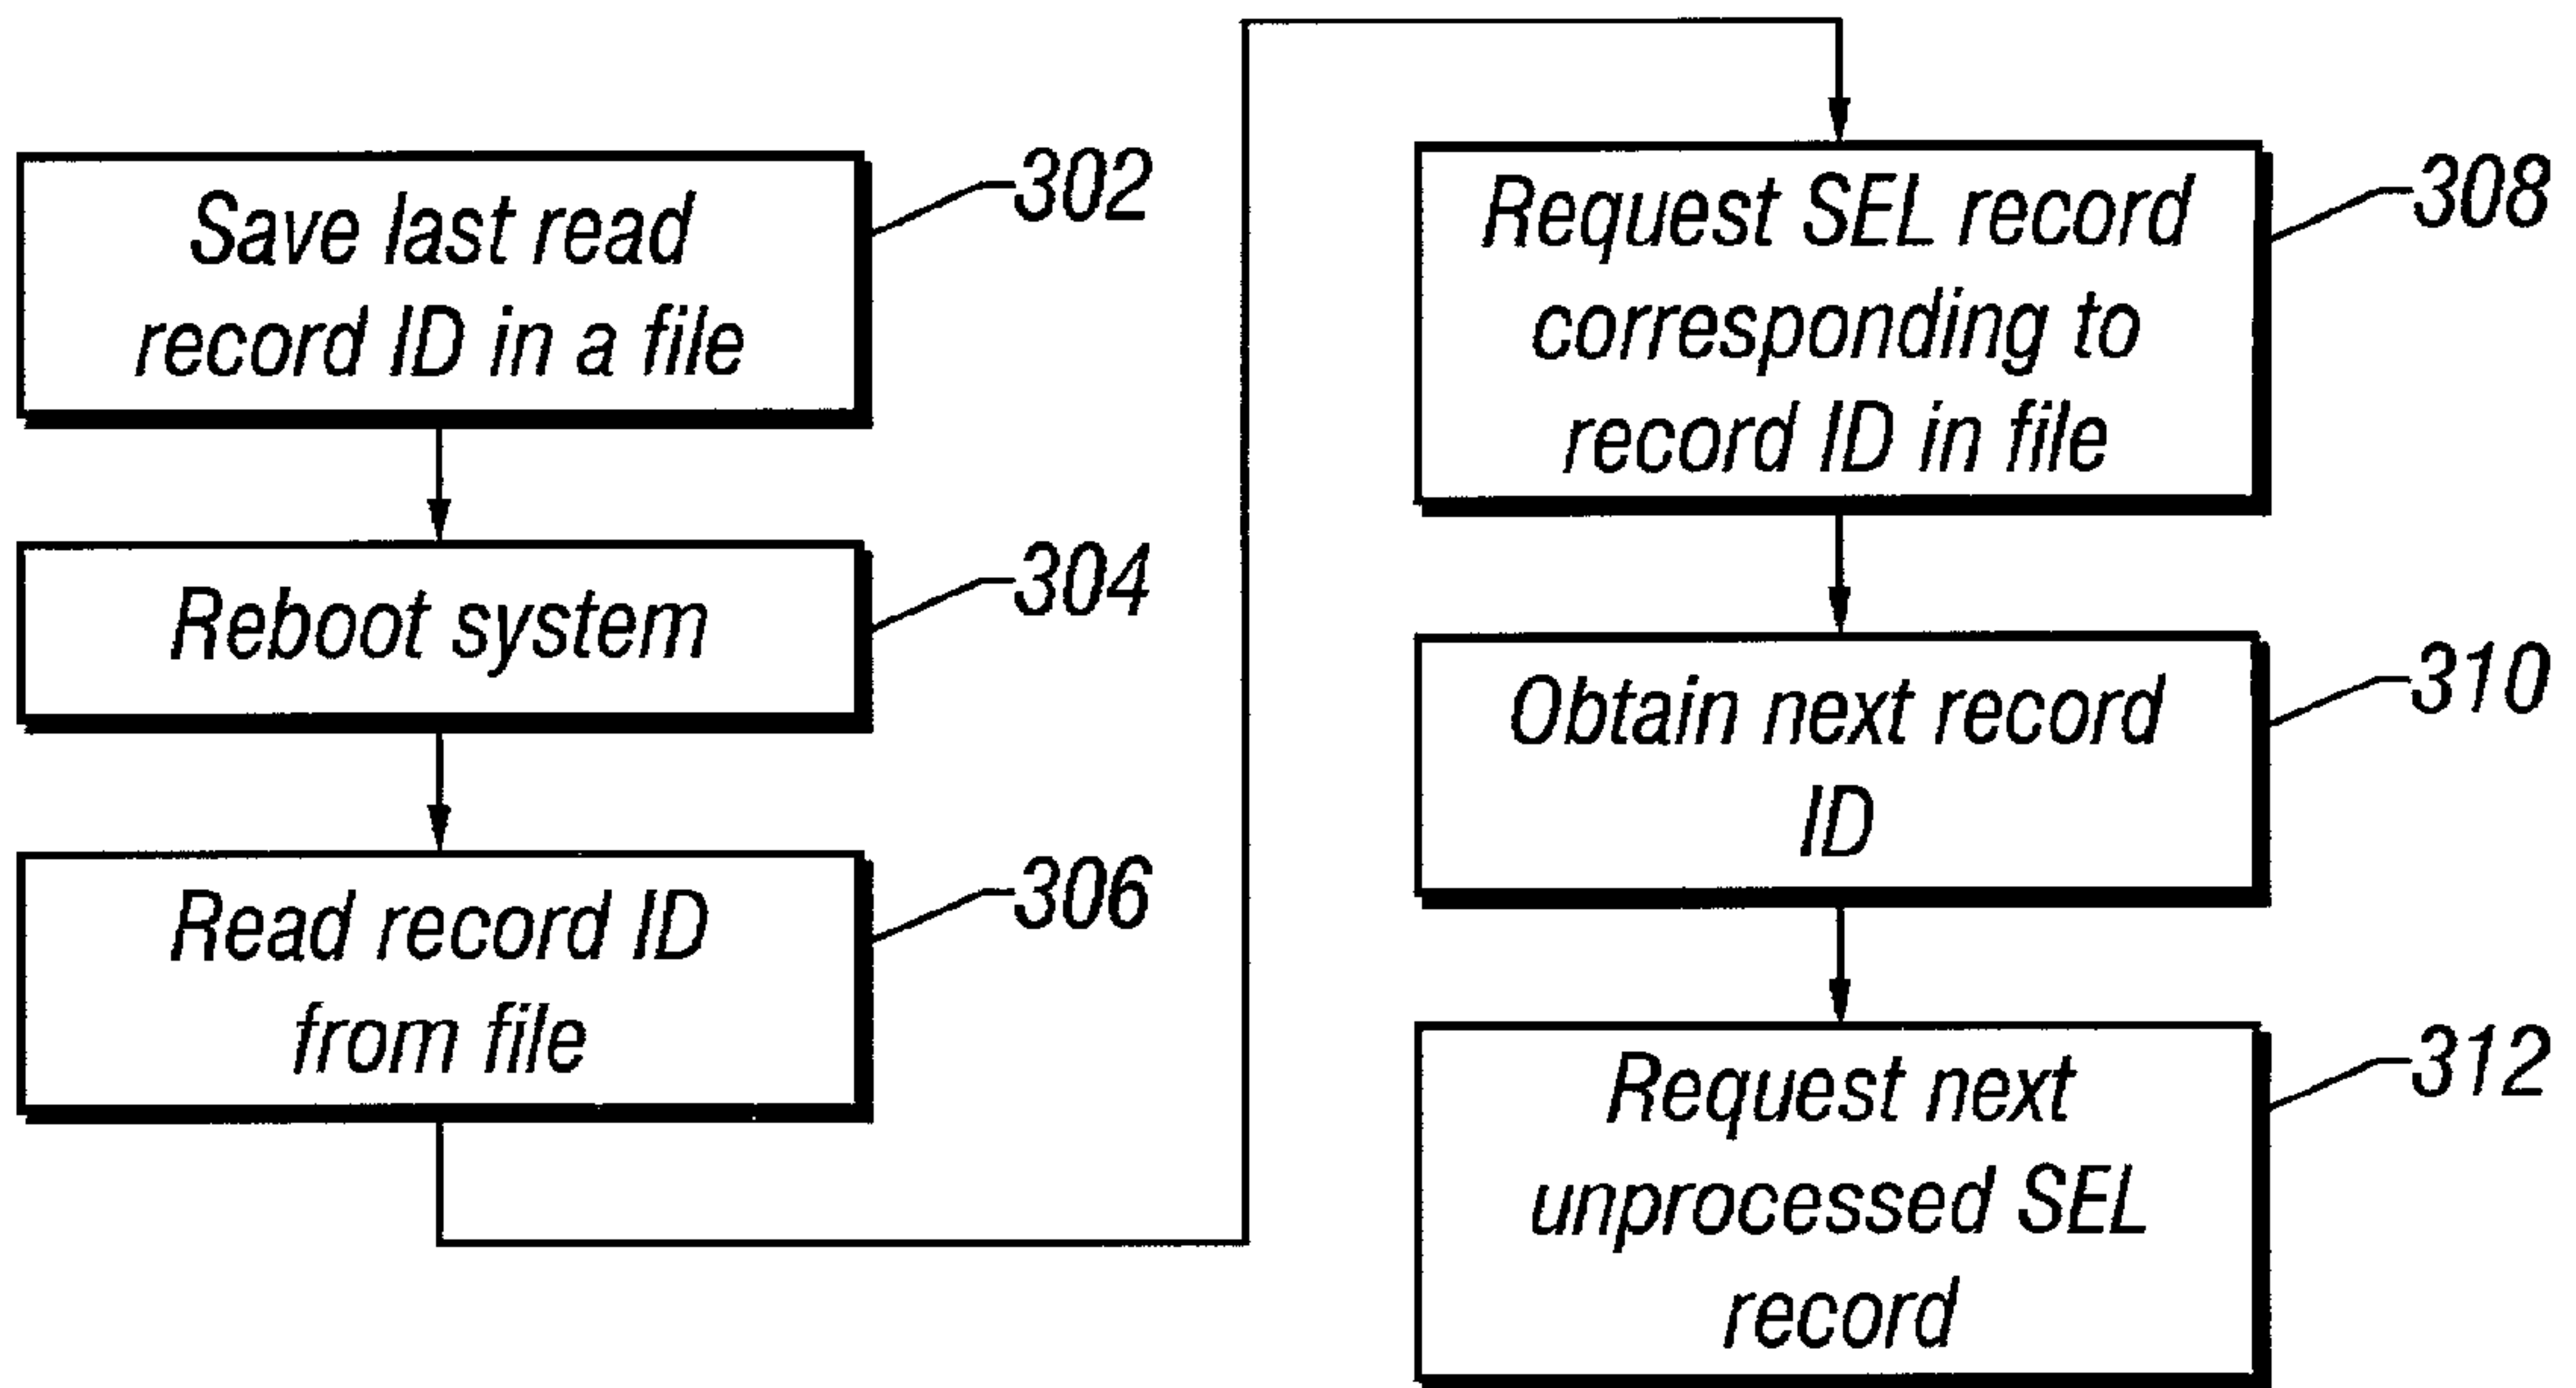 Save last read
record ID in a file
302
Reboot system
304
Read record ID
from file
306
Request SEL record
corresponding to
record ID in file
308
Obtain next record
ID
310
Request next
unprocessed SEL
record
312